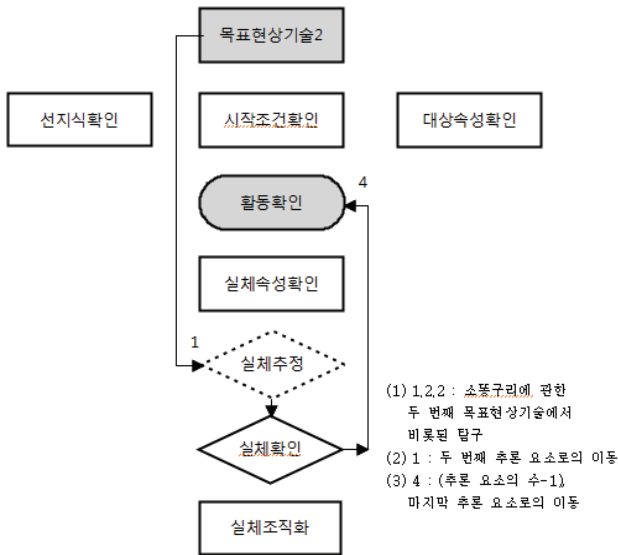 목표현상기술2
선지식확인
시작조건확인
대상속성확인
4
활동확인
실체속성확인
1
실체추정
실체확인
실체조직화
(1) 1,2,2 : 소똥구리에 관한
두 번째 목표현상기술에서
비롯된 탐구
(2) 1 : 두 번째 추론 요소로의 이동
(3) 4 : (추론 요소의 수-1),
마지막 추론 요소로의 이동